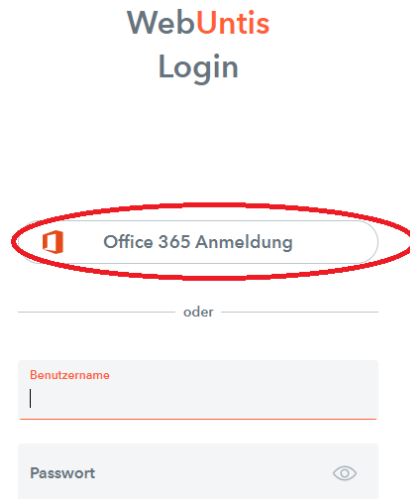 WebUntis
Login
Office 365 Anmeldung
oder
Benutzername
Passwort